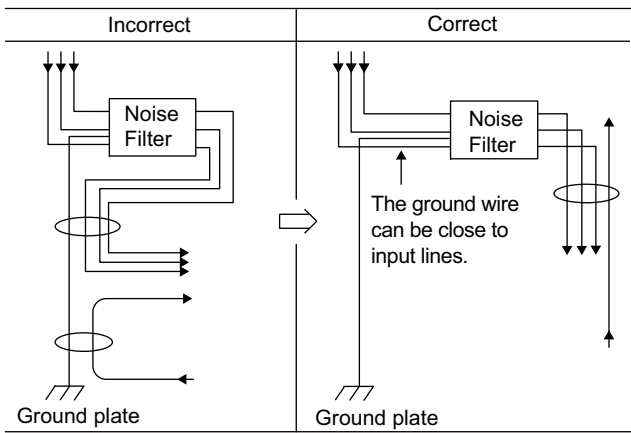 Incorrect
Correct
Noise
Filter
Ground plate
Noise
Filter
The ground wire
can be close to
input lines.
Ground plate